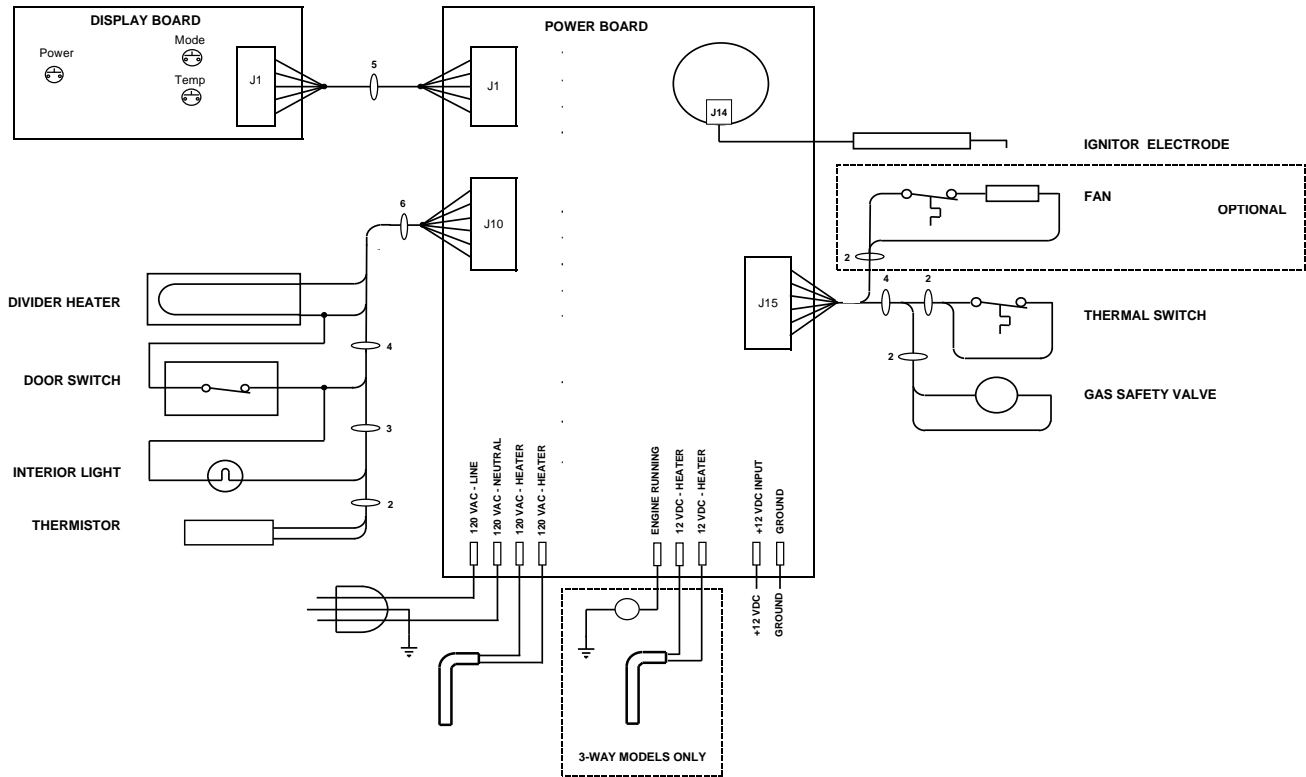 DISPLAY BOARD
Power
Mode
Temp
J1
5
POWER BOARD
J1
J14
IGNITOR ELECTRODE
FAN
OPTIONAL
2
6
J10
J15
4
2
THERMAL SWITCH
2
GAS SAFETY VALVE
DIVIDER HEATER
4
DOOR SWITCH
3
INTERIOR LIGHT
2
THERMISTOR
120 VAC - LINE
120 VAC - NEUTRAL
120 VAC - HEATER
120 VAC - HEATER
ENGINE RUNNING
12 VDC - HEATER
12 VDC - HEATER
+12 VDC INPUT
GROUND
+12 VDC
GROUND
3-WAY MODELS ONLY